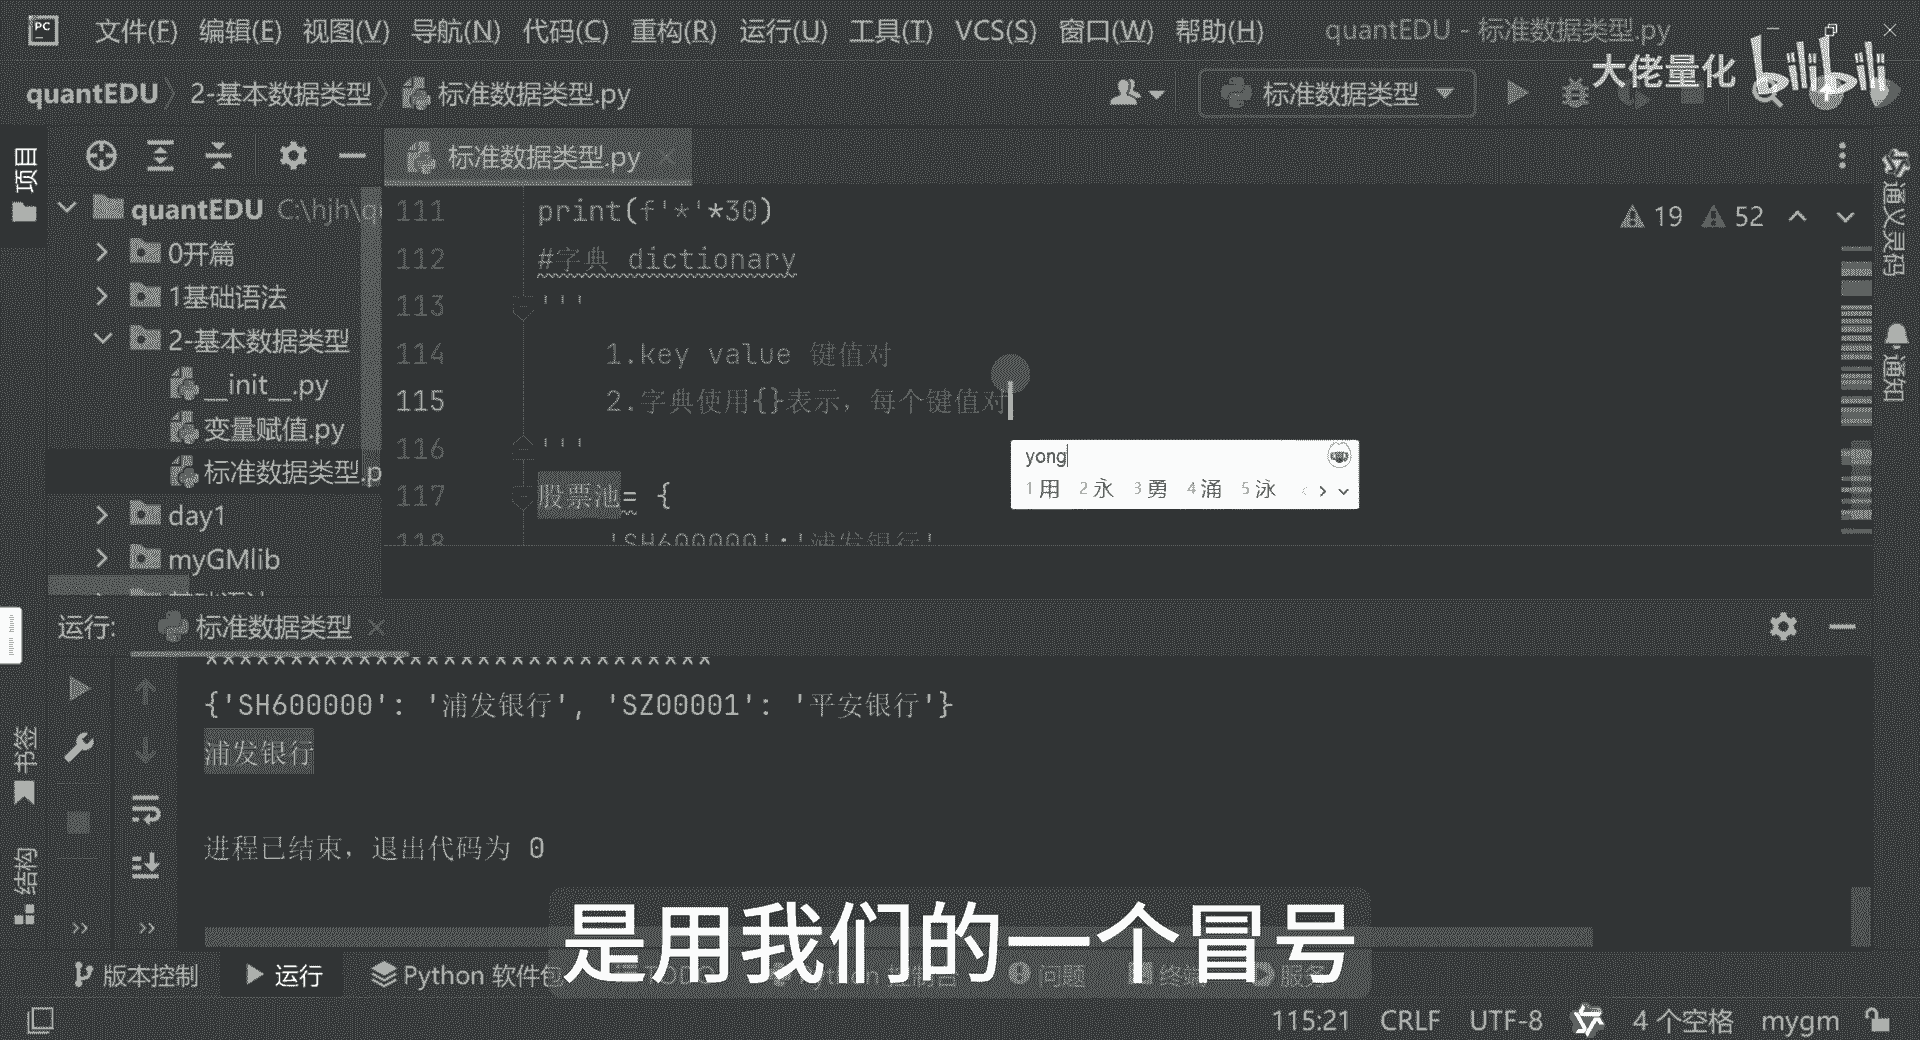 PC 文件(F) 编辑(E) 视图(V) 导航(N) 代码(C) 重构(R) 运行(U) 工具(T) VCS(S) 窗口(W) 帮助(H) quantEDU - 标准数据类型.py
大佬量化 bilibili
quantEDU 2-基本数据类型 标准数据类型.py 标准数据类型
项目
标准数据类型.py
quantEDU C:\hjh\q
0开篇
1基础语法
2-基本数据类型
__init__.py
变量赋值.py
标准数据类型.p
day1
myGMlib
111 print(f'*'*30)
112 #字典 dictionary
113 '''
114 1.key value 键值对
115 2.字典使用{}表示，每个键值对
116 '''
117 股票池= {
118 'SH600000':'浦发银行'
19 52
yong
1 用 2 永 3 勇 4 涌 5 泳
通义灵码
通知
运行: 标准数据类型
{'SH600000': '浦发银行', 'SZ00001': '平安银行'}
浦发银行
进程已结束，退出代码为 0
书签
结构
是用我们的一个冒号
版本控制 运行 Python 软件包 TODO Python 控制台 问题 终端 服务
115:21 CRLF UTF-8 4 个空格 mygm